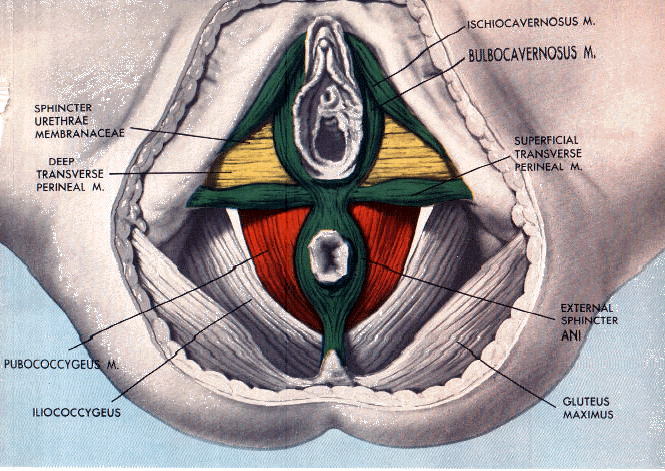 ISCHIOCAVERNOSUS M.
BULBOCAVERNOSUS M.
SPHINCTER
URETHRAE
MEMBRANACEAE
DEEP
TRANSVERSE
PERINEAL M.
SUPERFICIAL
TRANSVERSE
PERINEAL M.
EXTERNAL
SPHINCTER
ANI
PUBOCOCCYGEUS M.
ILIOCOCCYGEUS
GLUTEUS
MAXIMUS